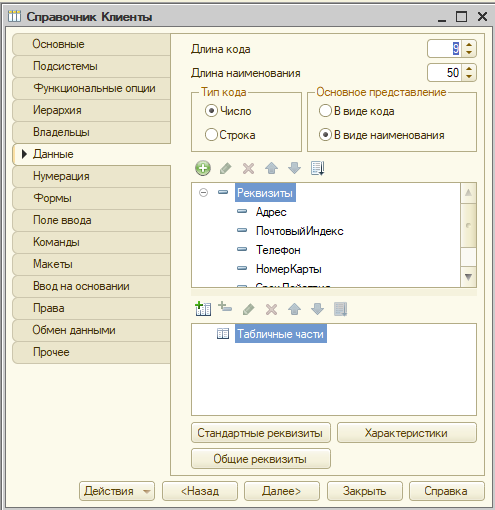 Справочник Клиенты
Основные
Подсистемы
Функциональные опции
Иерархия
Владельцы
Данные
Нумерация
Формы
Поле ввода
Команды
Макеты
Ввод на основании
Права
Обмен данными
Прочее
Длина кода 9
Длина наименования 50
Тип кода
Число
Строка
Основное представление
В виде кода
В виде наименования
Реквизиты
Адрес
ПочтовыйИндекс
Телефон
НомерКарты
Табличные части
Стандартные реквизиты Характеристики
Общие реквизиты
Действия <Назад Далее> Закрыть Справка